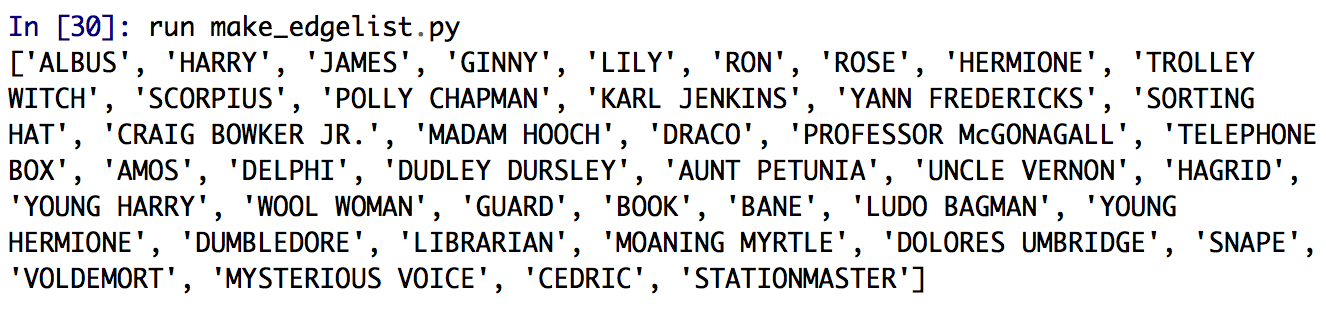 In [30]: run make_edgelist.py
['ALBUS', 'HARRY', 'JAMES', 'GINNY', 'LILY', 'RON', 'ROSE', 'HERMIONE', 'TROLLEY
WITCH', 'SCORPIUS', 'POLLY CHAPMAN', 'KARL JENKINS', 'YANN FREDERICKS', 'SORTING
HAT', 'CRAIG BOWKER JR.', 'MADAM HOOCH', 'DRACO', 'PROFESSOR McGONAGALL', 'TELEPHONE
BOX', 'AMOS', 'DELPHI', 'DUDLEY DURSLEY', 'AUNT PETUNIA', 'UNCLE VERNON', 'HAGRID',
'YOUNG HARRY', 'WOOL WOMAN', 'GUARD', 'BOOK', 'BANE', 'LUDO BAGMAN', 'YOUNG
HERMIONE', 'DUMBLEDORE', 'LIBRARIAN', 'MOANING MYRTLE', 'DOLORES UMBRIDGE', 'SNAPE',
'VOLDEMORT', 'MYSTERIOUS VOICE', 'CEDRIC', 'STATIONMASTER']